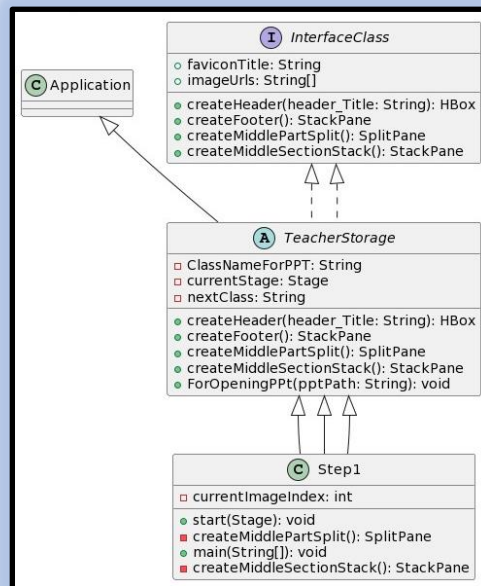 I InterfaceClass
faviconTitle: String
imageUrls: String[]
createHeader(header_Title: String): HBox
createFooter(): StackPane
createMiddlePartSplit(): SplitPane
createMiddleSectionStack(): StackPane
C Application
A TeacherStorage
ClassNameForPPT: String
currentStage: Stage
nextClass: String
createHeader(header_Title: String): HBox
createFooter(): StackPane
createMiddlePartSplit(): SplitPane
createMiddleSectionStack(): StackPane
ForOpeningPPt(pptPath: String): void
C Step1
currentImageIndex: int
start(Stage): void
createMiddlePartSplit(): SplitPane
main(String[]): void
createMiddleSectionStack(): StackPane